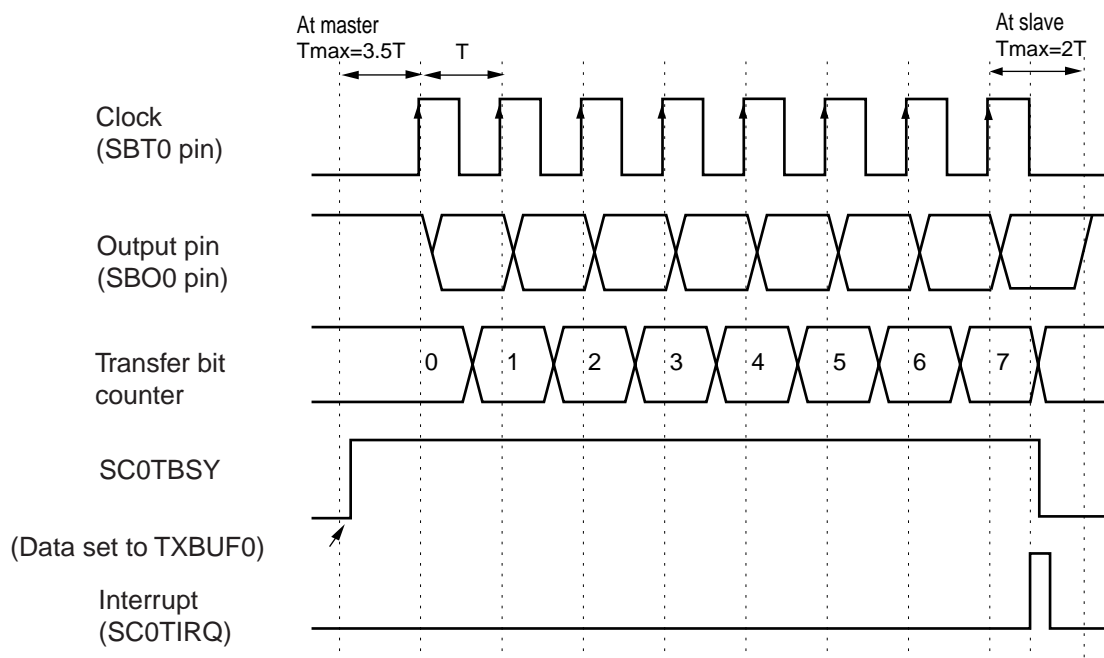 At master
Tmax=3.5T
T
At slave
Tmax=2T
Clock
(SBT0 pin)
Output pin
(SBO0 pin)
Transfer bit
counter
0 1 2 3 4 5 6 7
SC0TBSY
(Data set to TXBUF0)
Interrupt
(SC0TIRQ)